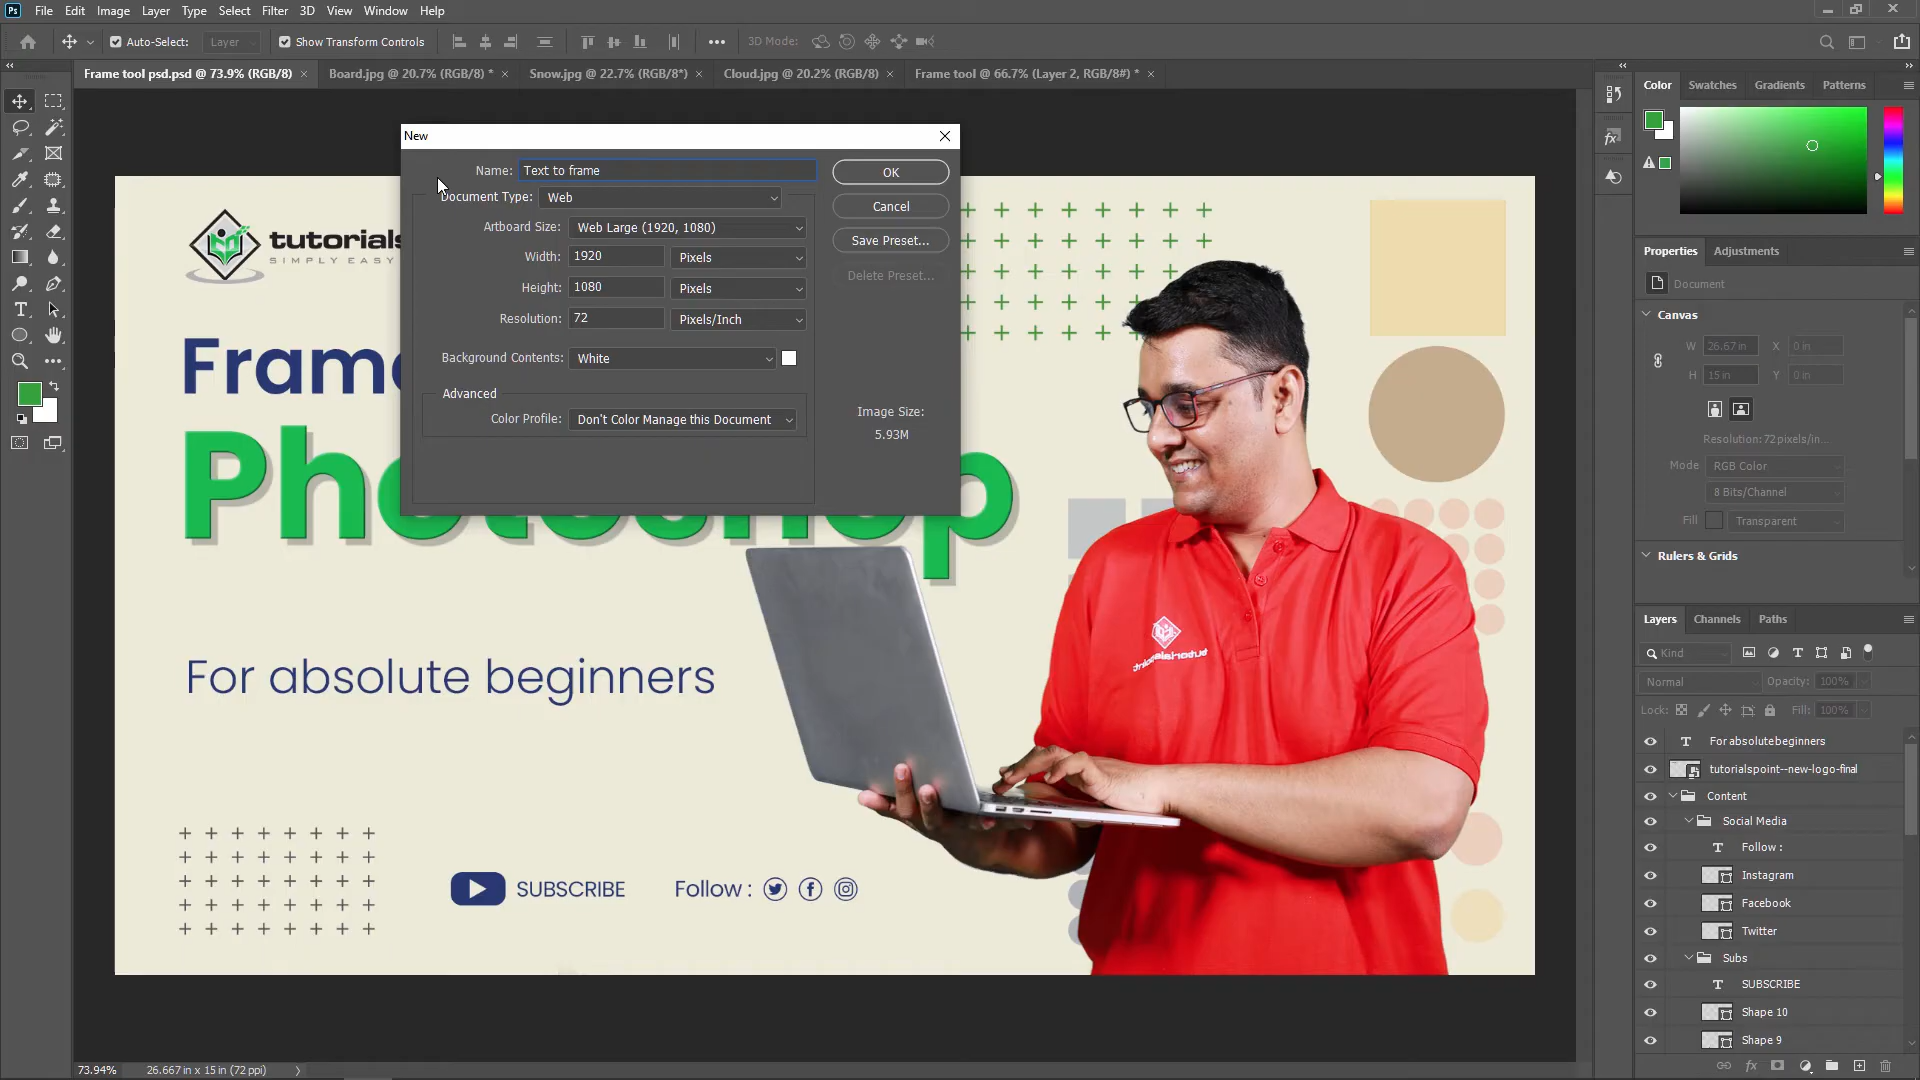 Ps File Edit Image Layer Type Select Filter 3D View Window Help
Auto-Select: Layer Show Transform Controls 3D Mode:
Frame tool psd.psd @ 73.9% (RGB/8) Board.jpg @ 20.7% (RGB/8) * Snow.jpg @ 22.7% (RGB/8*) Cloud.jpg @ 20.2% (RGB/8) Frame tool @ 66.7% (Layer 2, RGB/8#) *
New
Name: Text to frame
OK
Document Type: Web
Cancel
Artboard Size: Web Large (1920, 1080)
Save Preset...
Width: 1920 Pixels
Delete Preset...
Height: 1080 Pixels
Resolution: 72 Pixels/Inch
Background Contents: White
Advanced
Color Profile: Don't Color Manage this Document
Image Size:
5.93M
tutorials
SIMPLY EASY
Frame
Photoshop
For absolute beginners
SUBSCRIBE Follow :
Color Swatches Gradients Patterns
Properties Adjustments
Document
Canvas
W 26.67 in X 0 in
H 15 in Y 0 in
Resolution: 72 pixels/in...
Mode RGB Color
8 Bits/Channel
Fill Transparent
Rulers & Grids
Layers Channels Paths
Kind
Normal Opacity: 100%
Lock: Fill: 100%
For absolute beginners
tutorialspoint--new-logo-final
Content
Social Media
Follow :
Instagram
Facebook
Twitter
Subs
SUBSCRIBE
Shape 10
Shape 9
73.94% 26.667 in x 15 in (72 ppi)